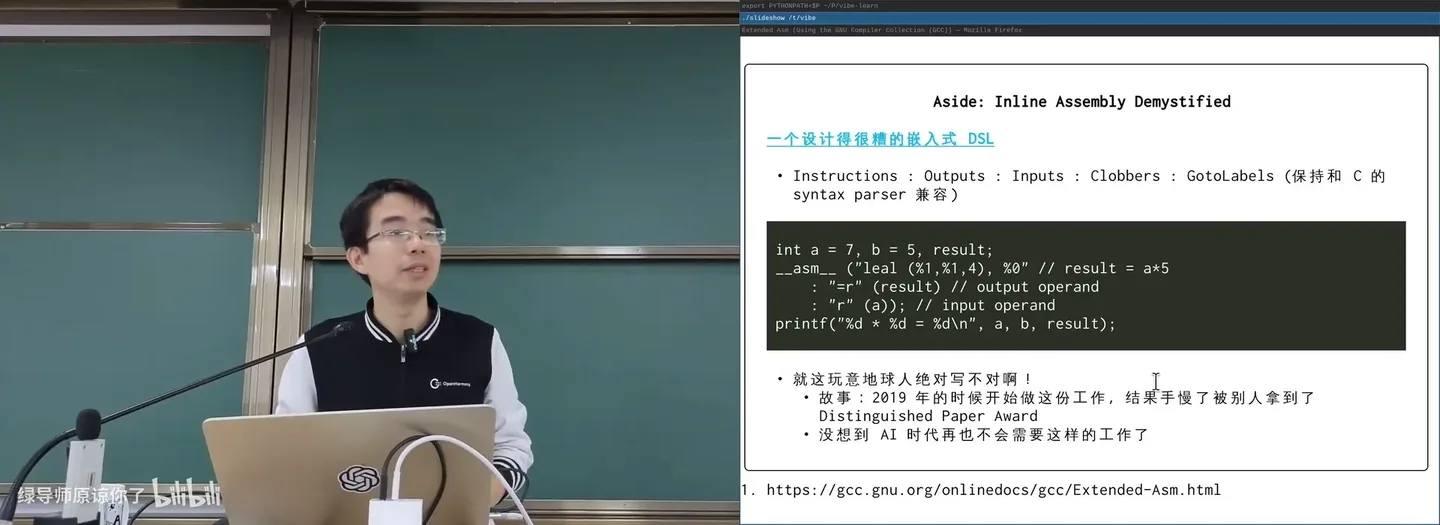 export PYTHONPATH=$P ~/P/vibe-learn
./slideshow /t/vibe
Extended Asm (Using the GNU Compiler Collection (GCC)) — Mozilla Firefox
Aside: Inline Assembly Demystified
一个设计得很糟的嵌入式 DSL
• Instructions : Outputs : Inputs : Clobbers : GotoLabels (保持和 C 的
syntax parser 兼容)
int a = 7, b = 5, result;
__asm__ ("leal (%1,%1,4), %0" // result = a*5
: "=r" (result) // output operand
: "r" (a)); // input operand
printf("%d * %d = %d\n", a, b, result);
• 就这玩意地球人绝对写不对啊！
• 故事：2019 年的时候开始做这份工作，结果手慢了被别人拿到了
Distinguished Paper Award
• 没想到 AI 时代再也不会需要这样的工作了
1. https://gcc.gnu.org/onlinedocs/gcc/Extended-Asm.html
OpenHarmony
绿导师原谅你了 bilibili